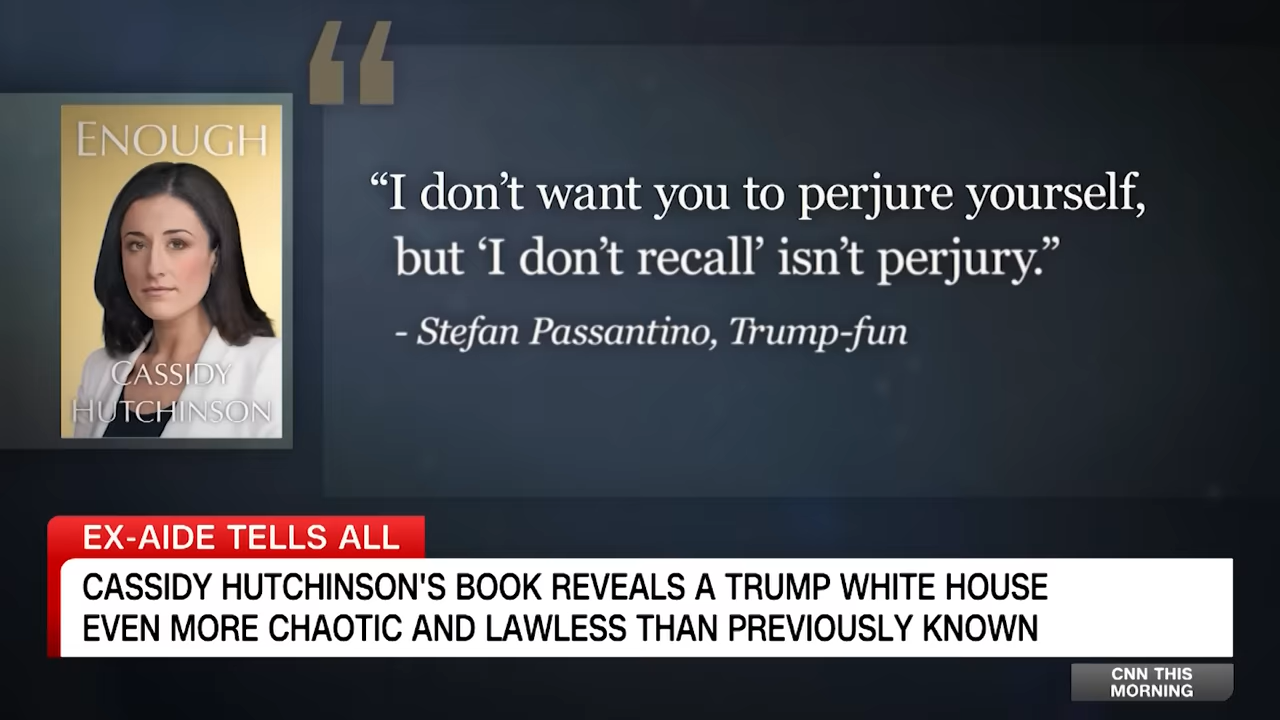 ENOUGH
CASSIDY
HUTCHINSON
“I don’t want you to perjure yourself,
but ‘I don’t recall’ isn’t perjury.”
- Stefan Passantino, Trump-fun
EX-AIDE TELLS ALL
CASSIDY HUTCHINSON'S BOOK REVEALS A TRUMP WHITE HOUSE
EVEN MORE CHAOTIC AND LAWLESS THAN PREVIOUSLY KNOWN
CNN THIS
MORNING